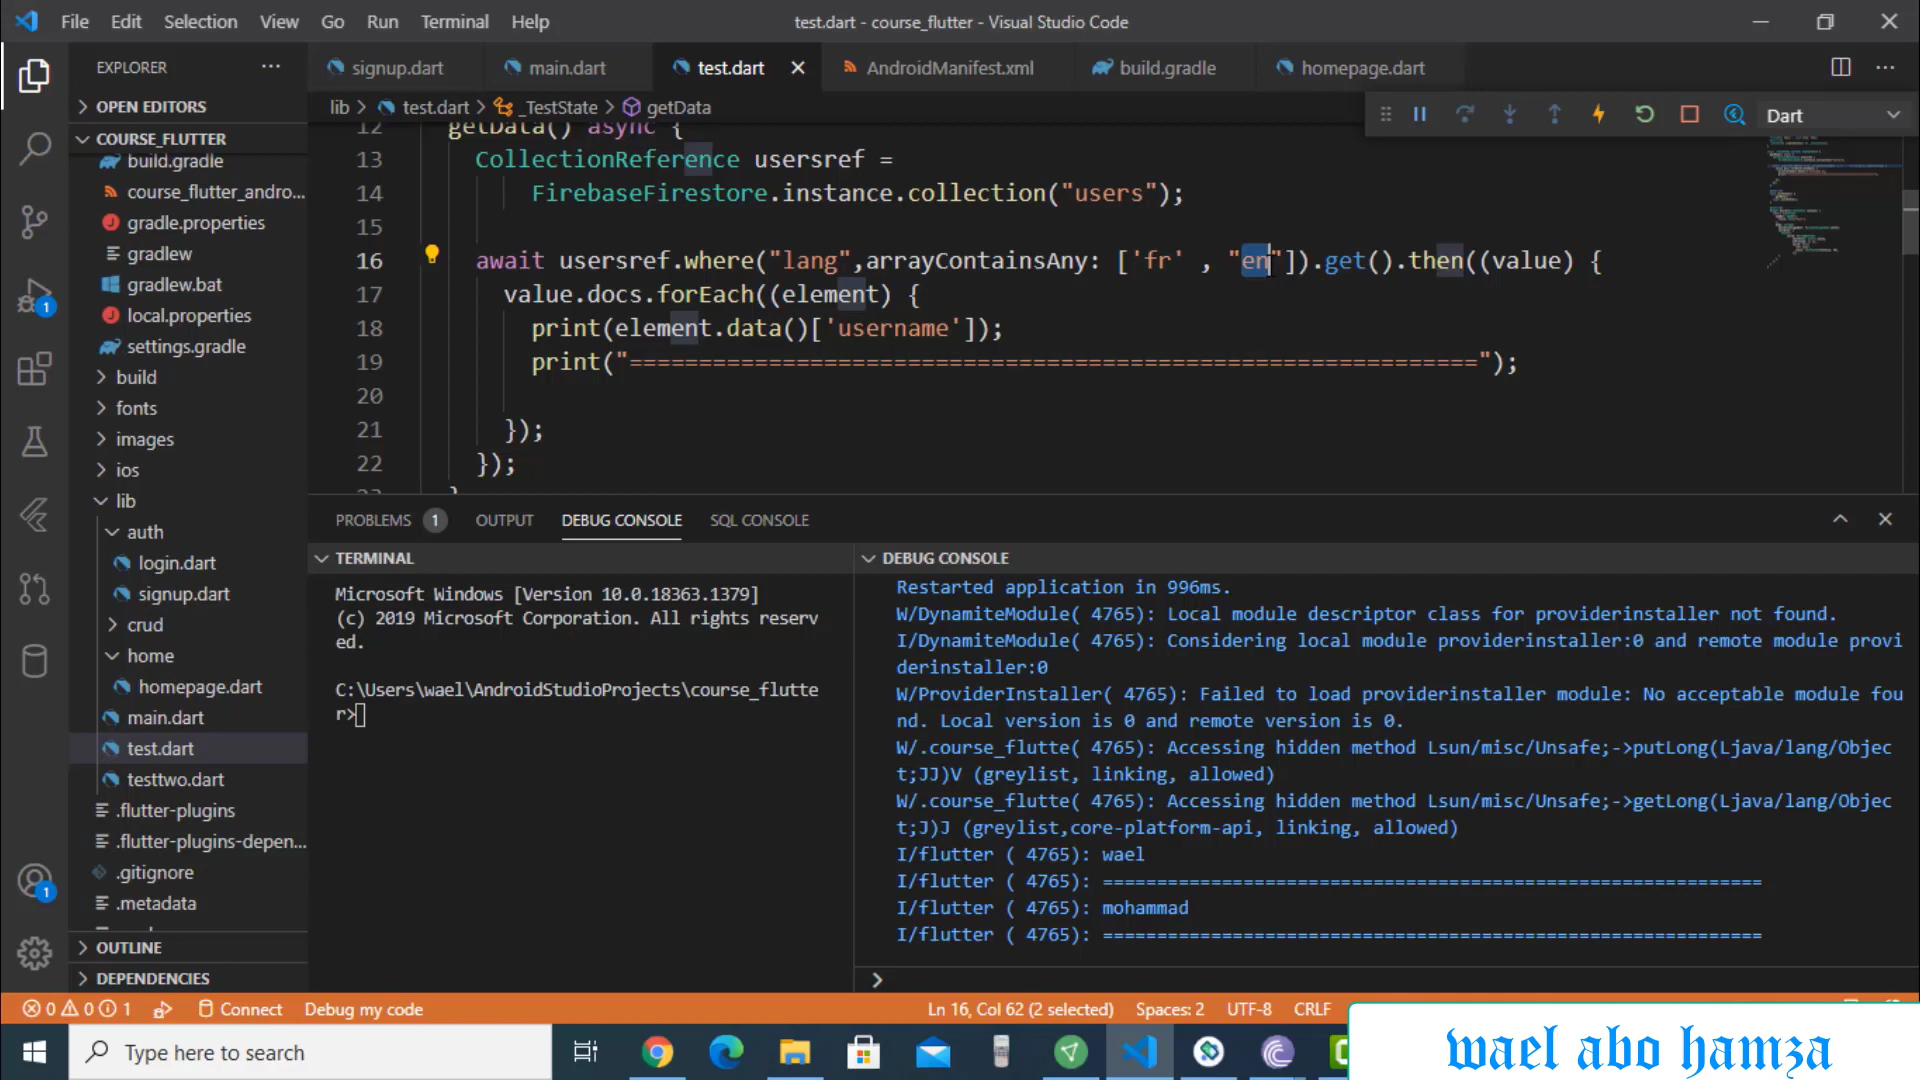 File Edit Selection View Go Run Terminal Help
test.dart - course_flutter - Visual Studio Code
EXPLORER
signup.dart
main.dart
test.dart
AndroidManifest.xml
build.gradle
homepage.dart
OPEN EDITORS
lib > test.dart > _TestState > getData
Dart
COURSE_FLUTTER
build.gradle
course_flutter_andro...
gradle.properties
gradlew
gradlew.bat
local.properties
settings.gradle
build
fonts
images
ios
lib
auth
login.dart
signup.dart
crud
home
homepage.dart
main.dart
test.dart
testtwo.dart
.flutter-plugins
.flutter-plugins-depen...
.gitignore
.metadata
OUTLINE
DEPENDENCIES
12 getData() async {
13 CollectionReference usersref =
14 FirebaseFirestore.instance.collection("users");
15
16 await usersref.where("lang",arrayContainsAny: ['fr' , "en"]).get().then((value) {
17 value.docs.forEach((element) {
18 print(element.data()['username']);
19 print("=============================================================");
20
21 });
22 });
PROBLEMS 1 OUTPUT DEBUG CONSOLE SQL CONSOLE
TERMINAL
Microsoft Windows [Version 10.0.18363.1379]
(c) 2019 Microsoft Corporation. All rights reserv
ed.
C:\Users\wael\AndroidStudioProjects\course_flutte
r>
DEBUG CONSOLE
Restarted application in 996ms.
W/DynamiteModule( 4765): Local module descriptor class for providerinstaller not found.
I/DynamiteModule( 4765): Considering local module providerinstaller:0 and remote module provi
derinstaller:0
W/ProviderInstaller( 4765): Failed to load providerinstaller module: No acceptable module fou
nd. Local version is 0 and remote version is 0.
W/.course_flutte( 4765): Accessing hidden method Lsun/misc/Unsafe;->putLong(Ljava/lang/Objec
t;JJ)V (greylist, linking, allowed)
W/.course_flutte( 4765): Accessing hidden method Lsun/misc/Unsafe;->getLong(Ljava/lang/Objec
t;J)J (greylist,core-platform-api, linking, allowed)
I/flutter ( 4765): wael
I/flutter ( 4765): =============================================================
I/flutter ( 4765): mohammad
I/flutter ( 4765): =============================================================
0 0 1 Connect Debug my code
Ln 16, Col 62 (2 selected) Spaces: 2 UTF-8 CRLF
Type here to search
wael abo hamza